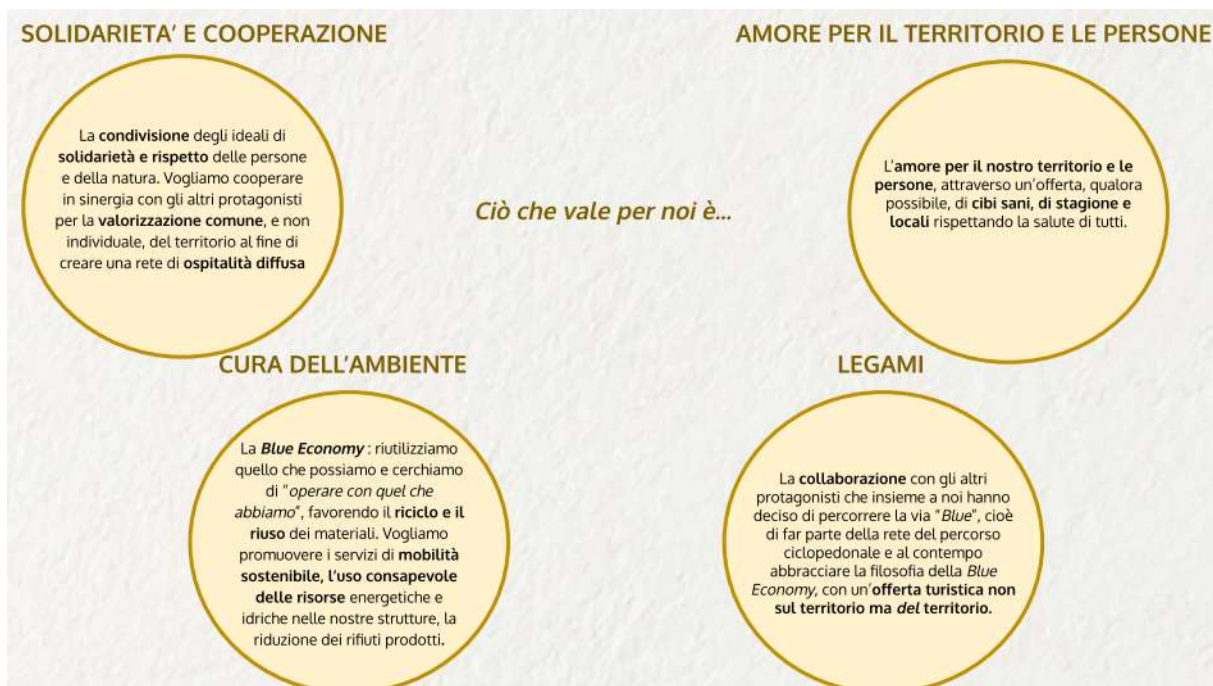 SOLIDARIETA' E COOPERAZIONE
La condivisione degli ideali di
solidarietà e rispetto delle persone
e della natura. Vogliamo cooperare
in sinergia con gli altri protagonisti
per la valorizzazione comune, e non
individuale, del territorio al fine di
creare una rete di ospitalità diffusa
AMORE PER IL TERRITORIO E LE PERSONE
L'amore per il nostro territorio e le
persone, attraverso un'offerta, qualora
possibile, di cibi sani, di stagione e
locali rispettando la salute di tutti.
Ciò che vale per noi è...
CURA DELL'AMBIENTE
La Blue Economy : riutilizziamo
quello che possiamo e cerchiamo
di "operare con quel che
abbiamo", favorendo il riciclo e il
riuso dei materiali. Vogliamo
promuovere i servizi di mobilità
sostenibile, l'uso consapevole
delle risorse energetiche e
idriche nelle nostre strutture, la
riduzione dei rifiuti prodotti.
LEGAMI
La collaborazione con gli altri
protagonisti che insieme a noi hanno
deciso di percorrere la via "Blue", cioè
di far parte della rete del percorso
ciclopedonale e al contempo
abbracciare la filosofia della Blue
Economy, con un'offerta turistica non
sul territorio ma del territorio.